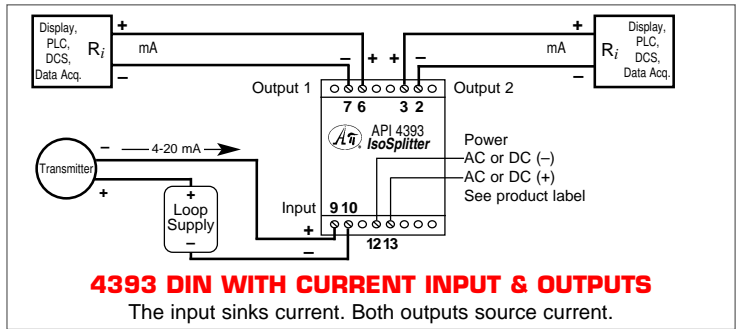 Display,
PLC,
DCS,
Data Acq.
Ri
+
mA
–
– + + –
+
mA
–
Display,
PLC,
DCS,
Data Acq.
Ri
Output 1
7 6
3 2
Output 2
API 4393
IsoSplitter
Power
AC or DC (–)
AC or DC (+)
See product label
Transmitter
–
4-20 mA
+
+
Loop
Supply
–
Input
9 10
+
–
12 13
4393 DIN WITH CURRENT INPUT & OUTPUTS
The input sinks current. Both outputs source current.